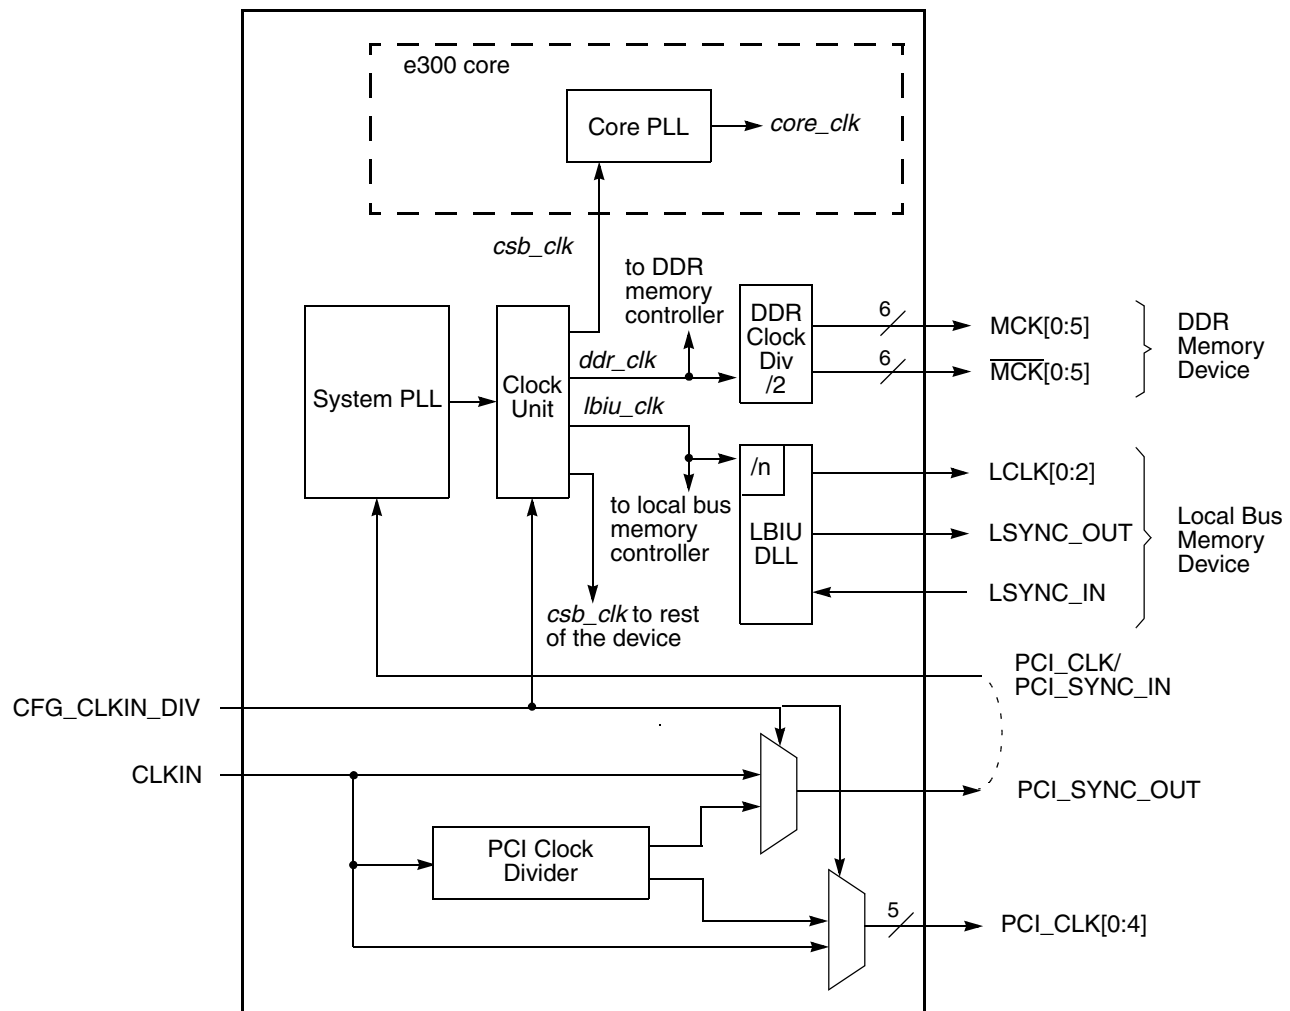 e300 core
Core PLL
core_clk
csb_clk
to DDR
memory
controller
DDR
Clock
Div
/2
6
MCK[0:5]
6
MCK[0:5]
DDR
Memory
Device
System PLL
Clock
Unit
ddr_clk
lbiu_clk
/n
LBIU
DLL
to local bus
memory
controller
LCLK[0:2]
LSYNC_OUT
LSYNC_IN
Local Bus
Memory
Device
csb_clk to rest
of the device
PCI_CLK/
PCI_SYNC_IN
CFG_CLKIN_DIV
CLKIN
PCI_SYNC_OUT
PCI Clock
Divider
5
PCI_CLK[0:4]